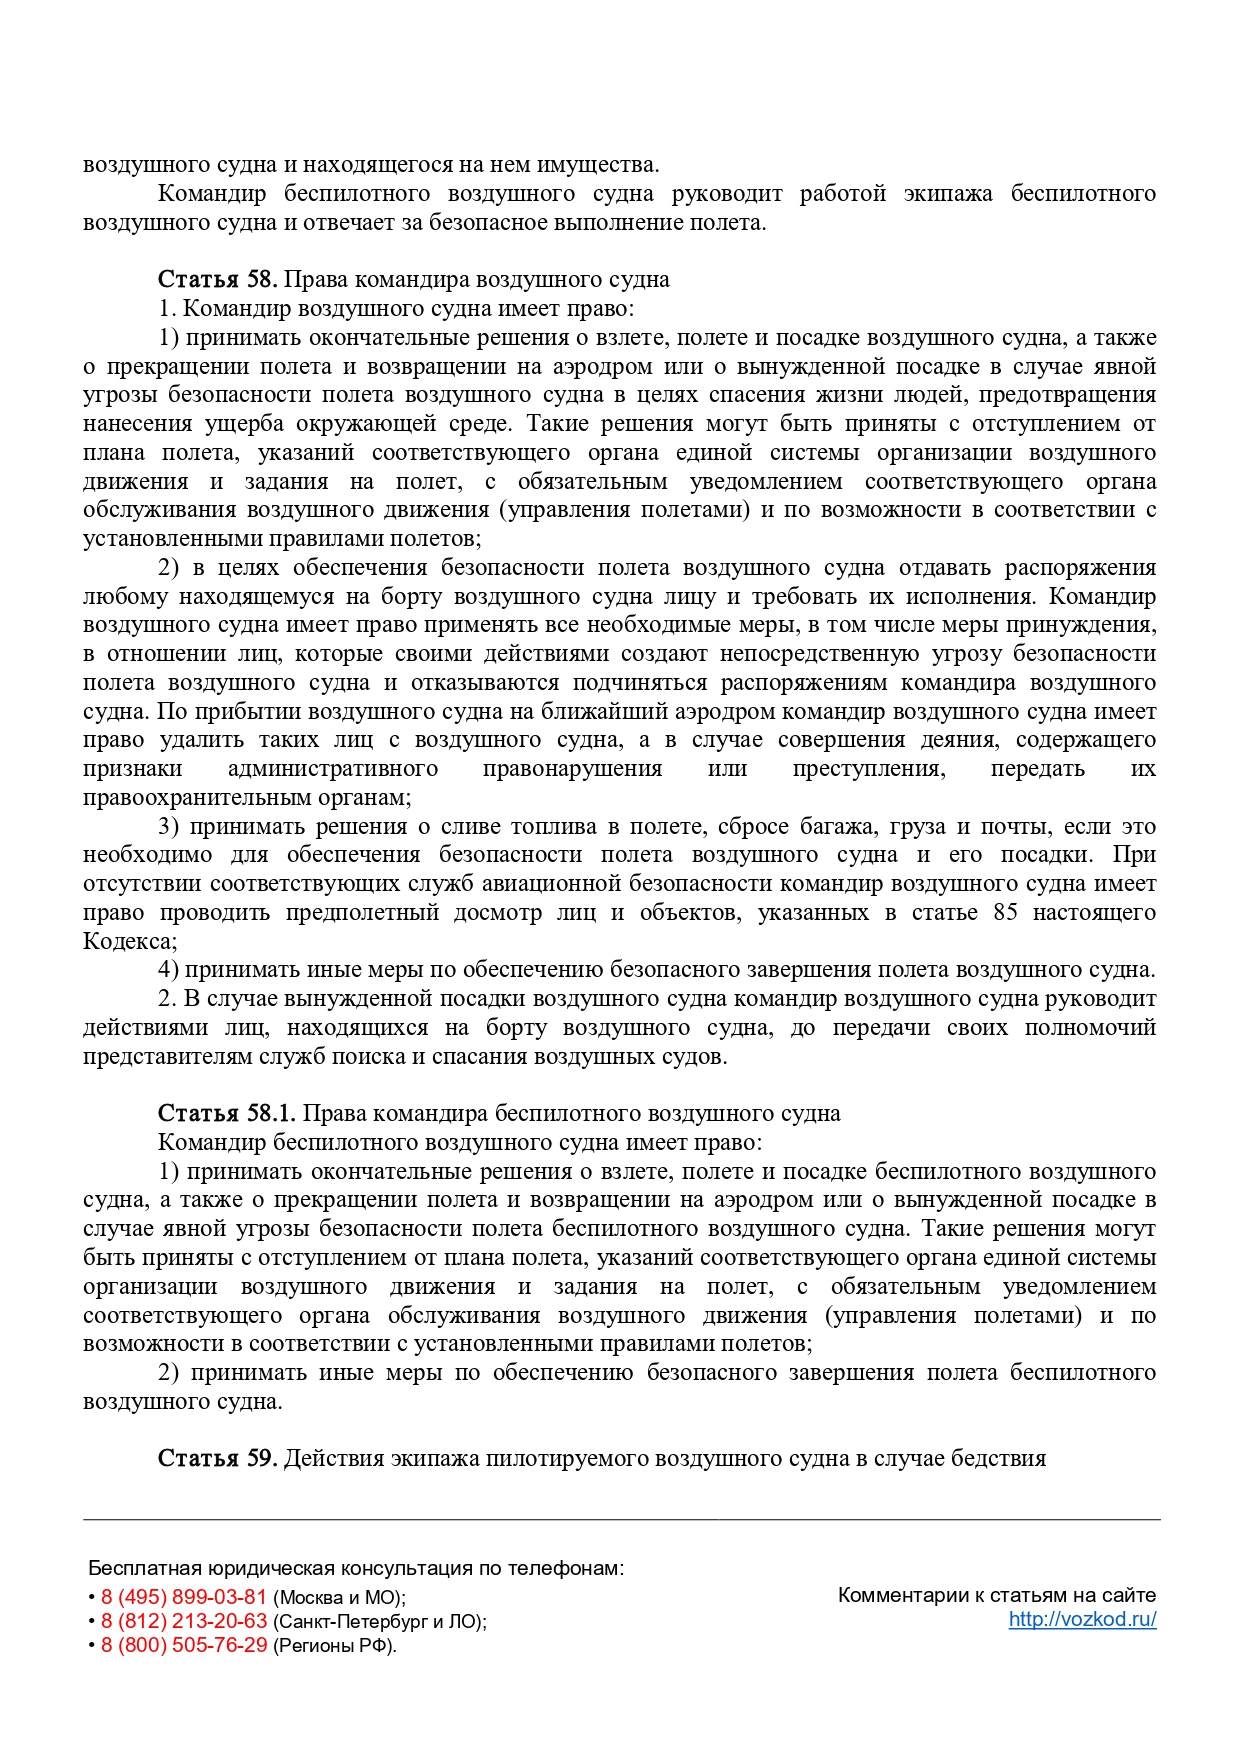 воздушного судна и находящегося на нем имущества.
Командир беспилотного воздушного судна руководит работой экипажа беспилотного
воздушного судна и отвечает за безопасное выполнение полета.
Статья 58. Права командира воздушного судна
1. Командир воздушного судна имеет право:
1) принимать окончательные решения о взлете, полете и посадке воздушного судна, а также
о прекращении полета и возвращении на аэродром или о вынужденной посадке в случае явной
угрозы безопасности полета воздушного судна в целях спасения жизни людей, предотвращения
нанесения ущерба окружающей среде. Такие решения могут быть приняты с отступлением от
плана полета, указаний соответствующего органа единой системы организации воздушного
движения и задания на полет, с обязательным уведомлением соответствующего органа
обслуживания воздушного движения (управления полетами) и по возможности в соответствии с
установленными правилами полетов;
2) в целях обеспечения безопасности полета воздушного судна отдавать распоряжения
любому находящемуся на борту воздушного судна лицу и требовать их исполнения. Командир
воздушного судна имеет право применять все необходимые меры, в том числе меры принуждения,
в отношении лиц, которые своими действиями создают непосредственную угрозу безопасности
полета воздушного судна и отказываются подчиняться распоряжениям командира воздушного
судна. По прибытии воздушного судна на ближайший аэродром командир воздушного судна имеет
право удалить таких лиц с воздушного судна, а в случае совершения деяния, содержащего
признаки административного правонарушения или преступления, передать их
правоохранительным органам;
3) принимать решения о сливе топлива в полете, сбросе багажа, груза и почты, если это
необходимо для обеспечения безопасности полета воздушного судна и его посадки. При
отсутствии соответствующих служб авиационной безопасности командир воздушного судна имеет
право проводить предполетный досмотр лиц и объектов, указанных в статье 85 настоящего
Кодекса;
4) принимать иные меры по обеспечению безопасного завершения полета воздушного судна.
2. В случае вынужденной посадки воздушного судна командир воздушного судна руководит
действиями лиц, находящихся на борту воздушного судна, до передачи своих полномочий
представителям служб поиска и спасания воздушных судов.
Статья 58.1. Права командира беспилотного воздушного судна
Командир беспилотного воздушного судна имеет право:
1) принимать окончательные решения о взлете, полете и посадке беспилотного воздушного
судна, а также о прекращении полета и возвращении на аэродром или о вынужденной посадке в
случае явной угрозы безопасности полета беспилотного воздушного судна. Такие решения могут
быть приняты с отступлением от плана полета, указаний соответствующего органа единой системы
организации воздушного движения и задания на полет, с обязательным уведомлением
соответствующего органа обслуживания воздушного движения (управления полетами) и по
возможности в соответствии с установленными правилами полетов;
2) принимать иные меры по обеспечению безопасного завершения полета беспилотного
воздушного судна.
Статья 59. Действия экипажа пилотируемого воздушного судна в случае бедствия
Бесплатная юридическая консультация по телефонам:
• 8 (495) 899-03-81 (Москва и МО);
• 8 (812) 213-20-63 (Санкт-Петербург и ЛО);
• 8 (800) 505-76-29 (Регионы РФ).
Комментарии к статьям на сайте
http://vozkod.ru/